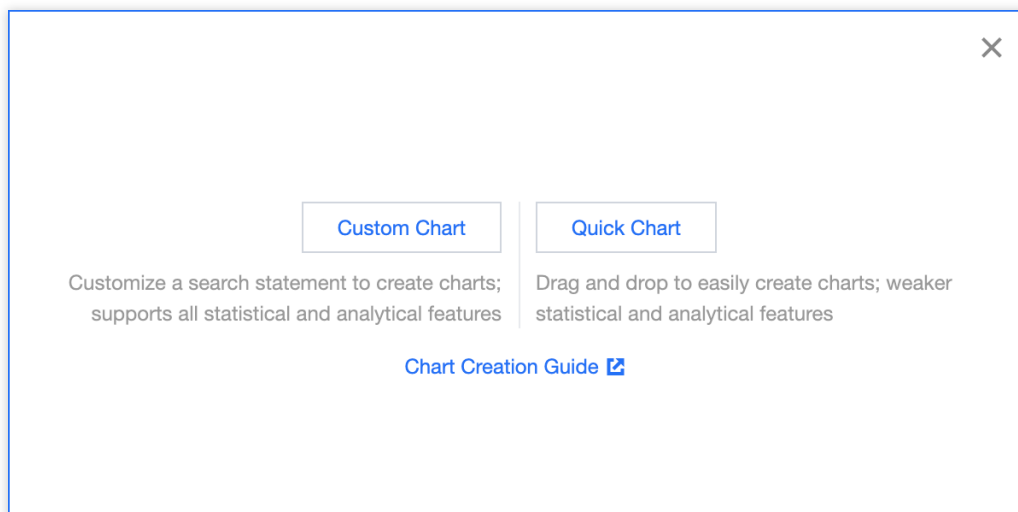 Custom Chart
Customize a search statement to create charts;
supports all statistical and analytical features
Quick Chart
Drag and drop to easily create charts; weaker
statistical and analytical features
Chart Creation Guide